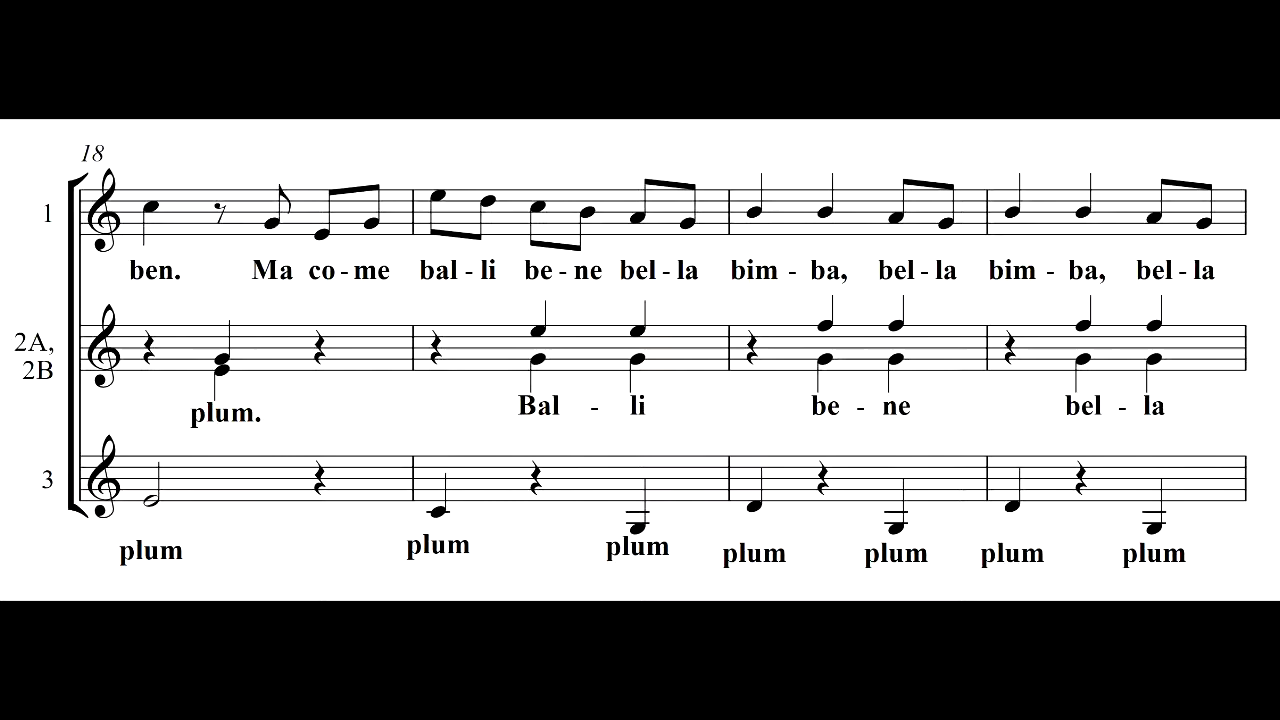 18
1
ben. Ma co - me bal - li be - ne bel - la bim - ba, bel - la bim - ba, bel - la
2A,
2B
plum. Bal - li be - ne bel - la
3
plum plum plum plum plum plum plum